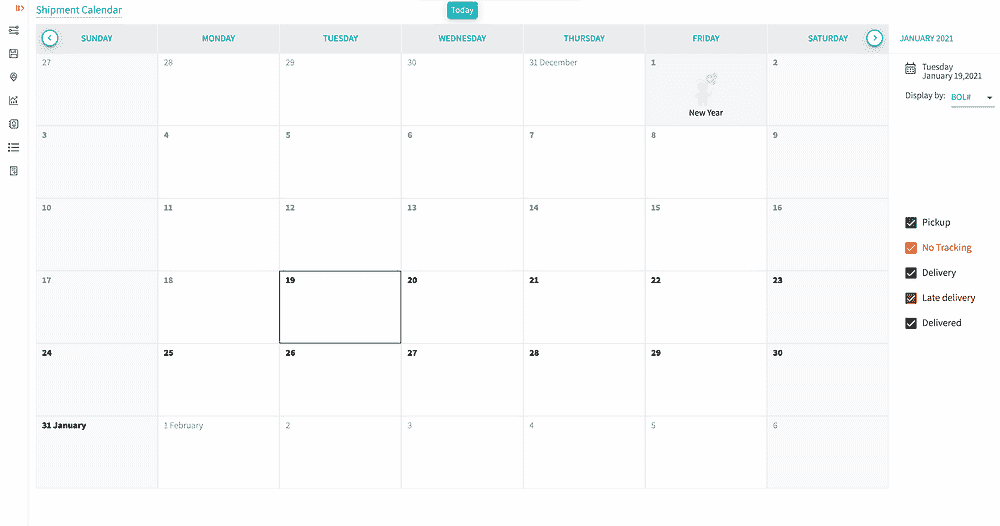 Shipment Calendar
Today
SUNDAY MONDAY TUESDAY WEDNESDAY THURSDAY FRIDAY SATURDAY
JANUARY 2021
27 28 29 30 31 December 1 2
New Year
Tuesday
January 19,2021
Display by: BOL#
3 4 5 6 7 8 9
10 11 12 13 14 15 16
Pickup
No Tracking
Delivery
Late delivery
Delivered
17 18 19 20 21 22 23
24 25 26 27 28 29 30
31 January 1 February 2 3 4 5 6